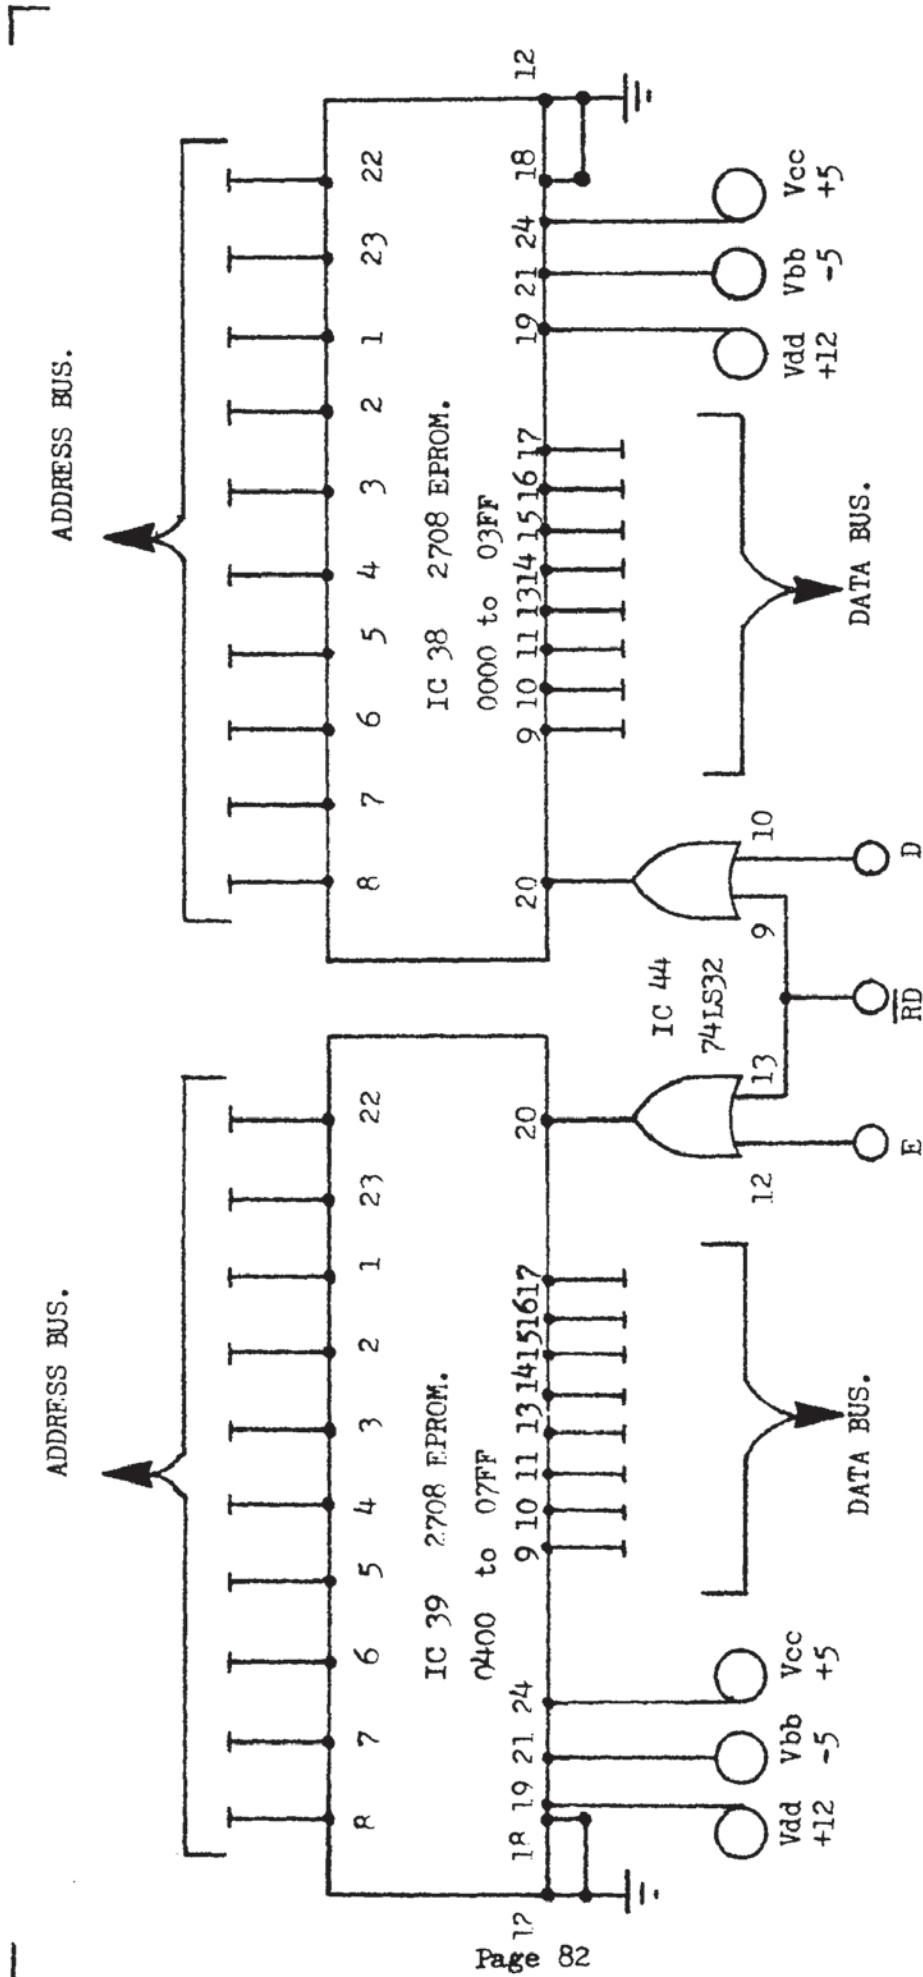 ADDRESS BUS.
ADDRESS BUS.
8 7 6 5 4 3 2 1 23 22
8 7 6 5 4 3 2 1 23 22
IC 39 2708 EPROM.
0400 to 07FF
IC 38 2708 EPROM.
0000 to 03FF
12 18 19 21 24 9 10 11 13 14 15 16 17 20
20 9 10 11 13 14 15 16 17 19 21 24 18 12
IC 44
74LS32
12 13
9 10
Vdd
+12
Vbb
-5
Vcc
+5
DATA BUS.
E
RD
D
DATA BUS.
Vdd
+12
Vbb
-5
Vcc
+5
Page 82